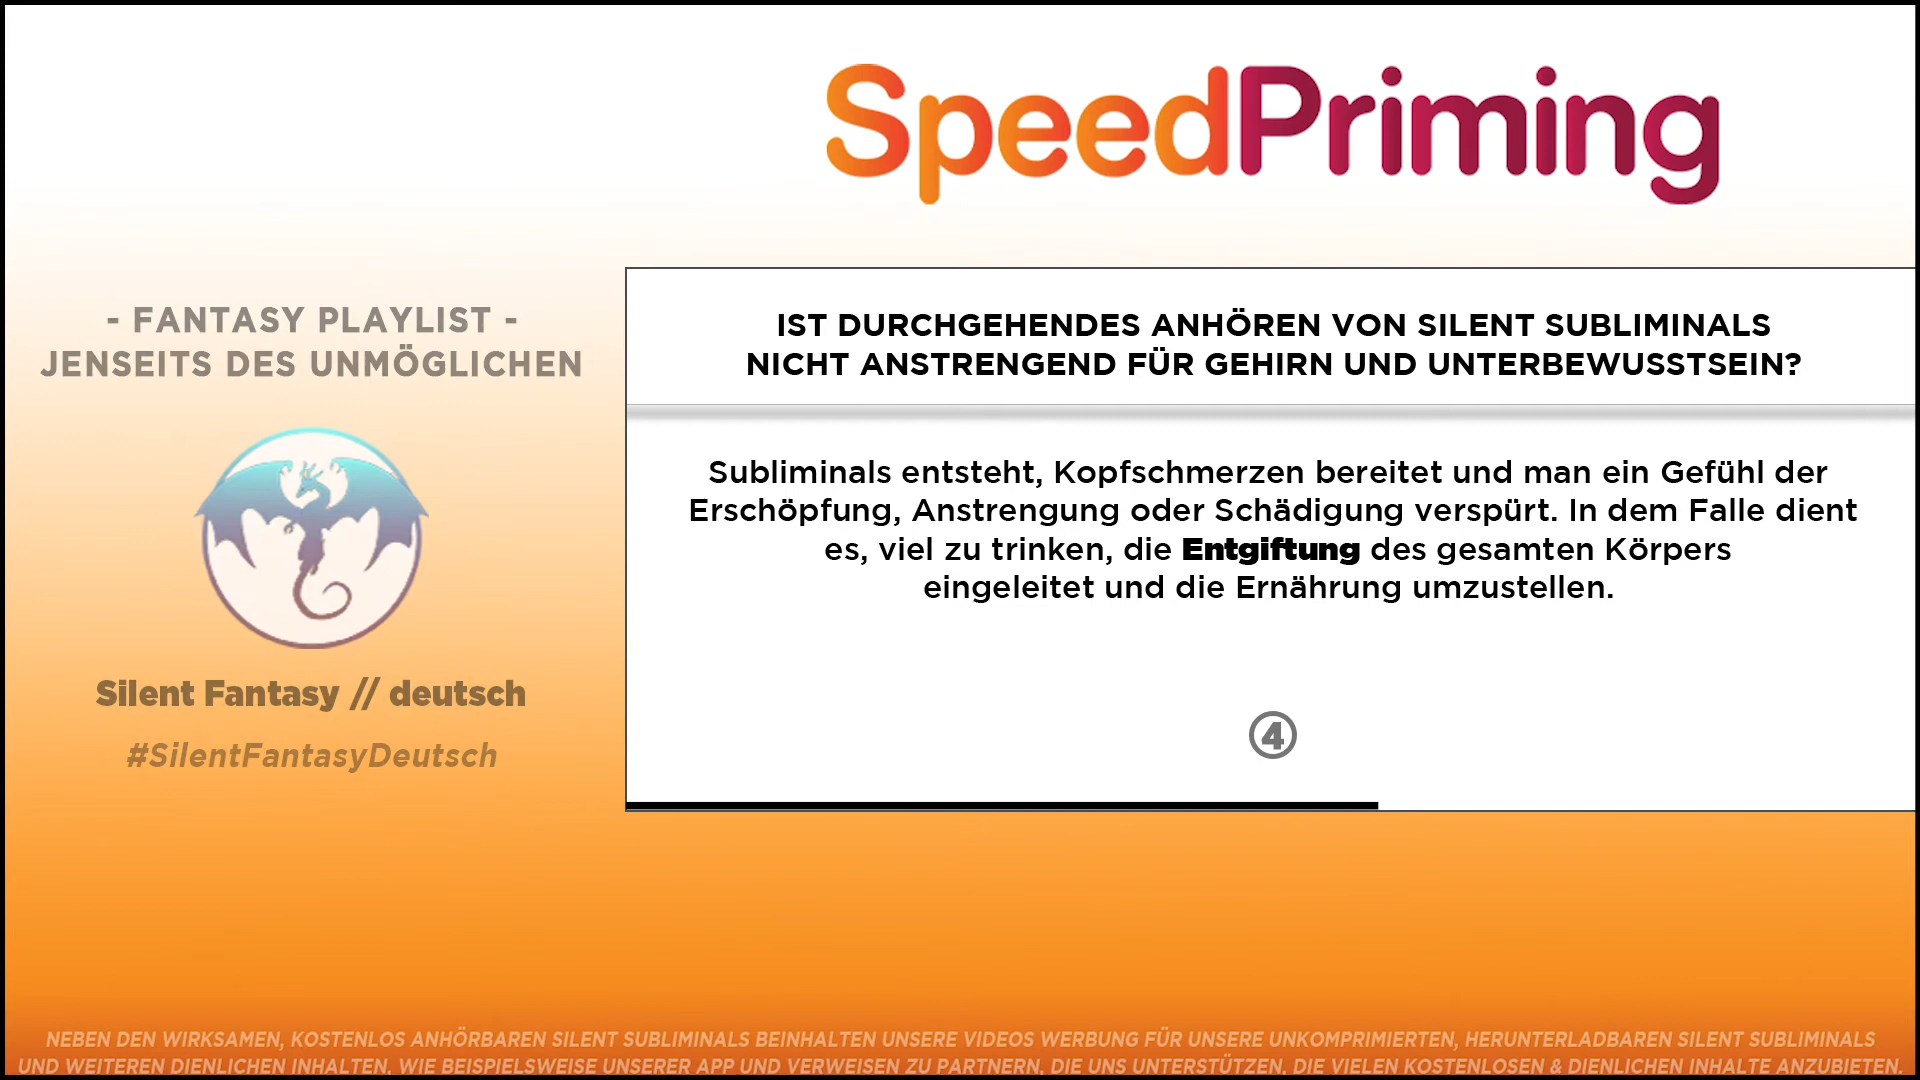 SpeedPriming
- FANTASY PLAYLIST -
JENSEITS DES UNMÖGLICHEN
Silent Fantasy // deutsch
#SilentFantasyDeutsch
IST DURCHGEHENDES ANHÖREN VON SILENT SUBLIMINALS
NICHT ANSTRENGEND FÜR GEHIRN UND UNTERBEWUSSTSEIN?
Subliminals entsteht, Kopfschmerzen bereitet und man ein Gefühl der
Erschöpfung, Anstrengung oder Schädigung verspürt. In dem Falle dient
es, viel zu trinken, die Entgiftung des gesamten Körpers
eingeleitet und die Ernährung umzustellen.
4
NEBEN DEN WIRKSAMEN, KOSTENLOS ANHÖRBAREN SILENT SUBLIMINALS BEINHALTEN UNSERE VIDEOS WERBUNG FÜR UNSERE UNKOMPRIMIERTEN, HERUNTERLADBAREN SILENT SUBLIMINALS
UND WEITEREN DIENLICHEN INHALTEN, WIE BEISPIELSWEISE UNSERER APP UND VERWEISEN ZU PARTNERN, DIE UNS UNTERSTÜTZEN, DIE VIELEN KOSTENLOSEN & DIENLICHEN INHALTE ANZUBIETEN.